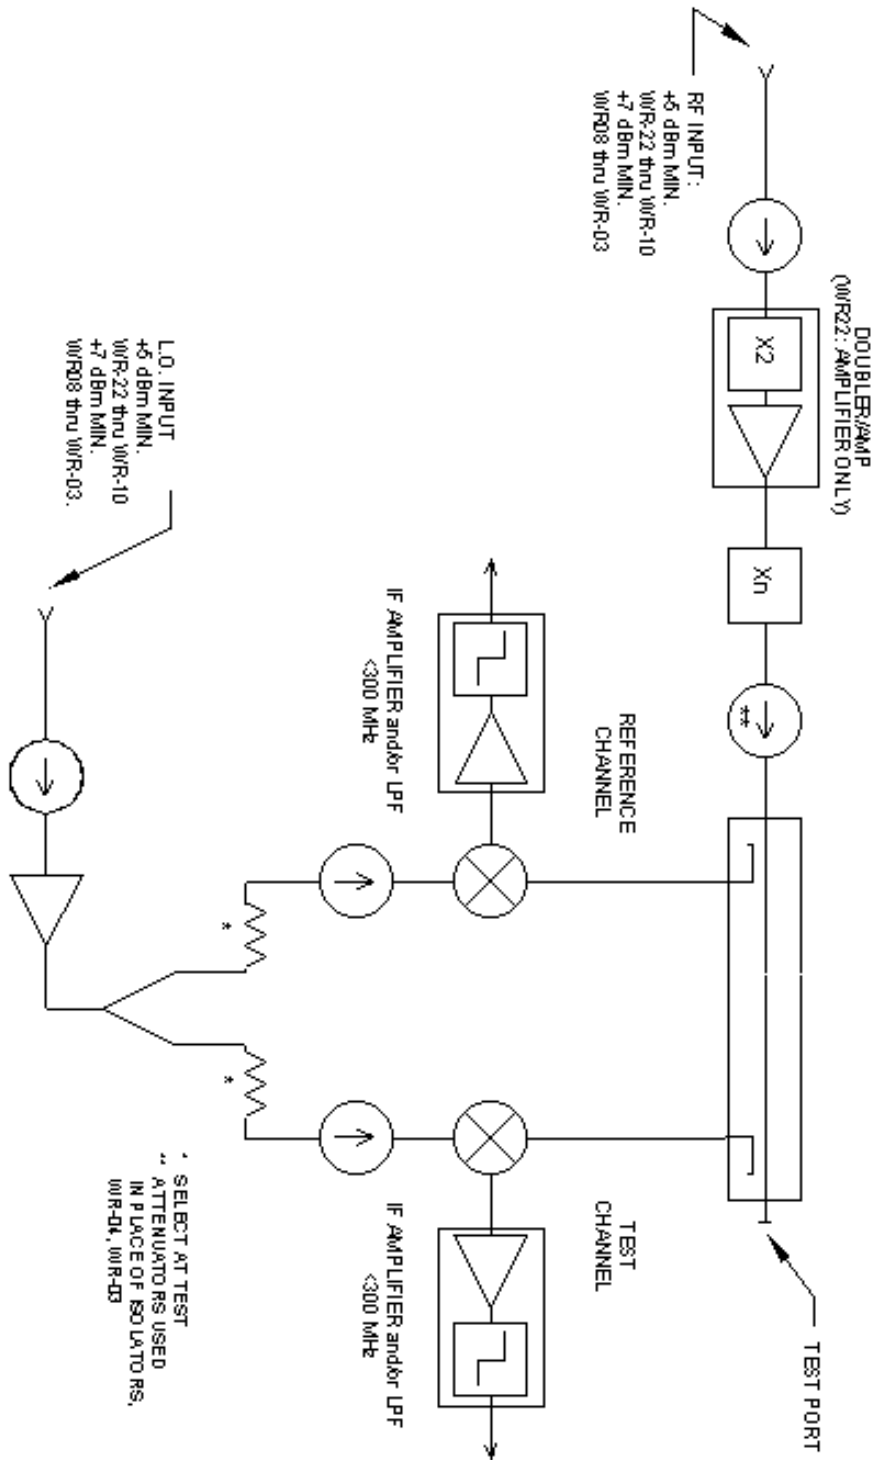 DOUBLER/AMP
(WR22: AMPLIFIER ONLY)
TEST PORT
X2
Xn
**
RF INPUT:
+5 dBm MIN.
WR-22 thru WR-10
+7 dBm MIN.
WR08 thru WR-03
REFERENCE
CHANNEL
TEST
CHANNEL
IF AMPLIFIER and/or LPF
<300 MHz
IF AMPLIFIER and/or LPF
<300 MHz
*
*
L.O. INPUT
+5 dBm MIN.
WR-22 thru WR-10
+7 dBm MIN.
WR08 thru WR-03.
* SELECT AT TEST
** ATTENUATORS USED
IN PLACE OF ISOLATORS,
WR-04, WR-03